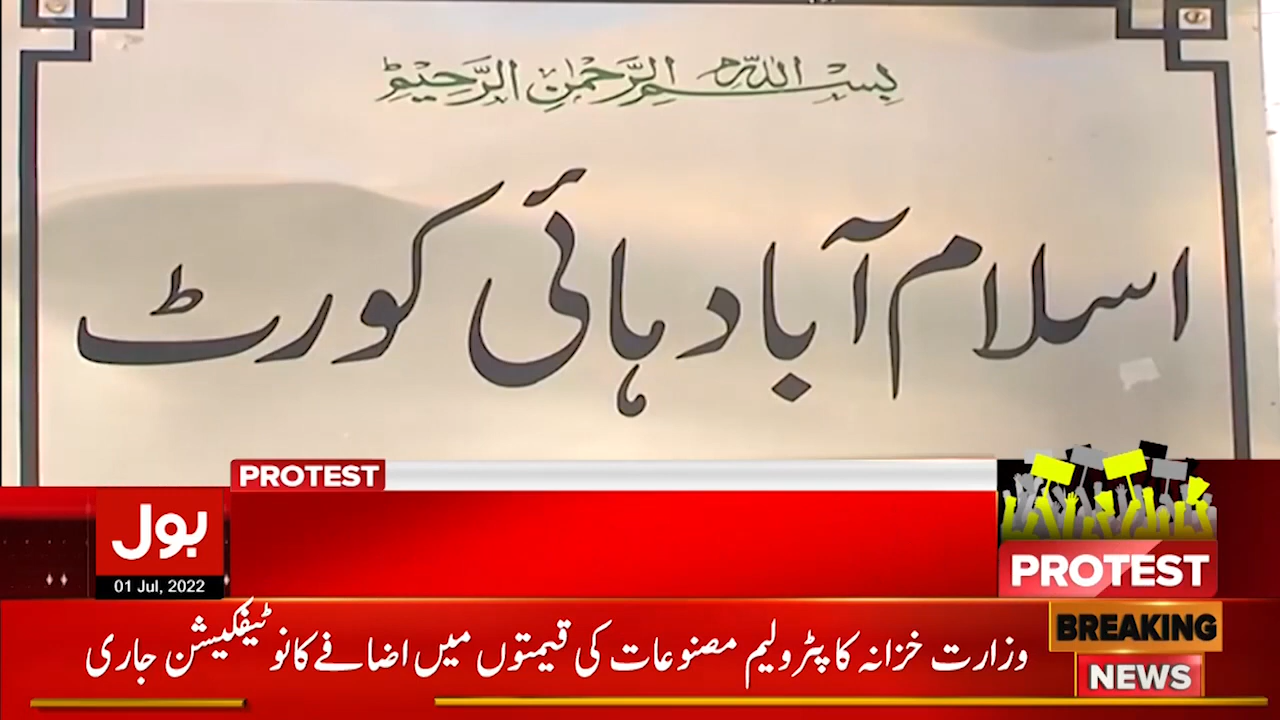 بسم اللہ الرحمٰن الرحیم
اسلام آباد ہائی کورٹ
PROTEST
بول
01 Jul, 2022
PROTEST
BREAKING
NEWS
وزارت خزانہ کا پٹرولیم مصنوعات کی قیمتوں میں اضافے کا نوٹیفکیشن جاری